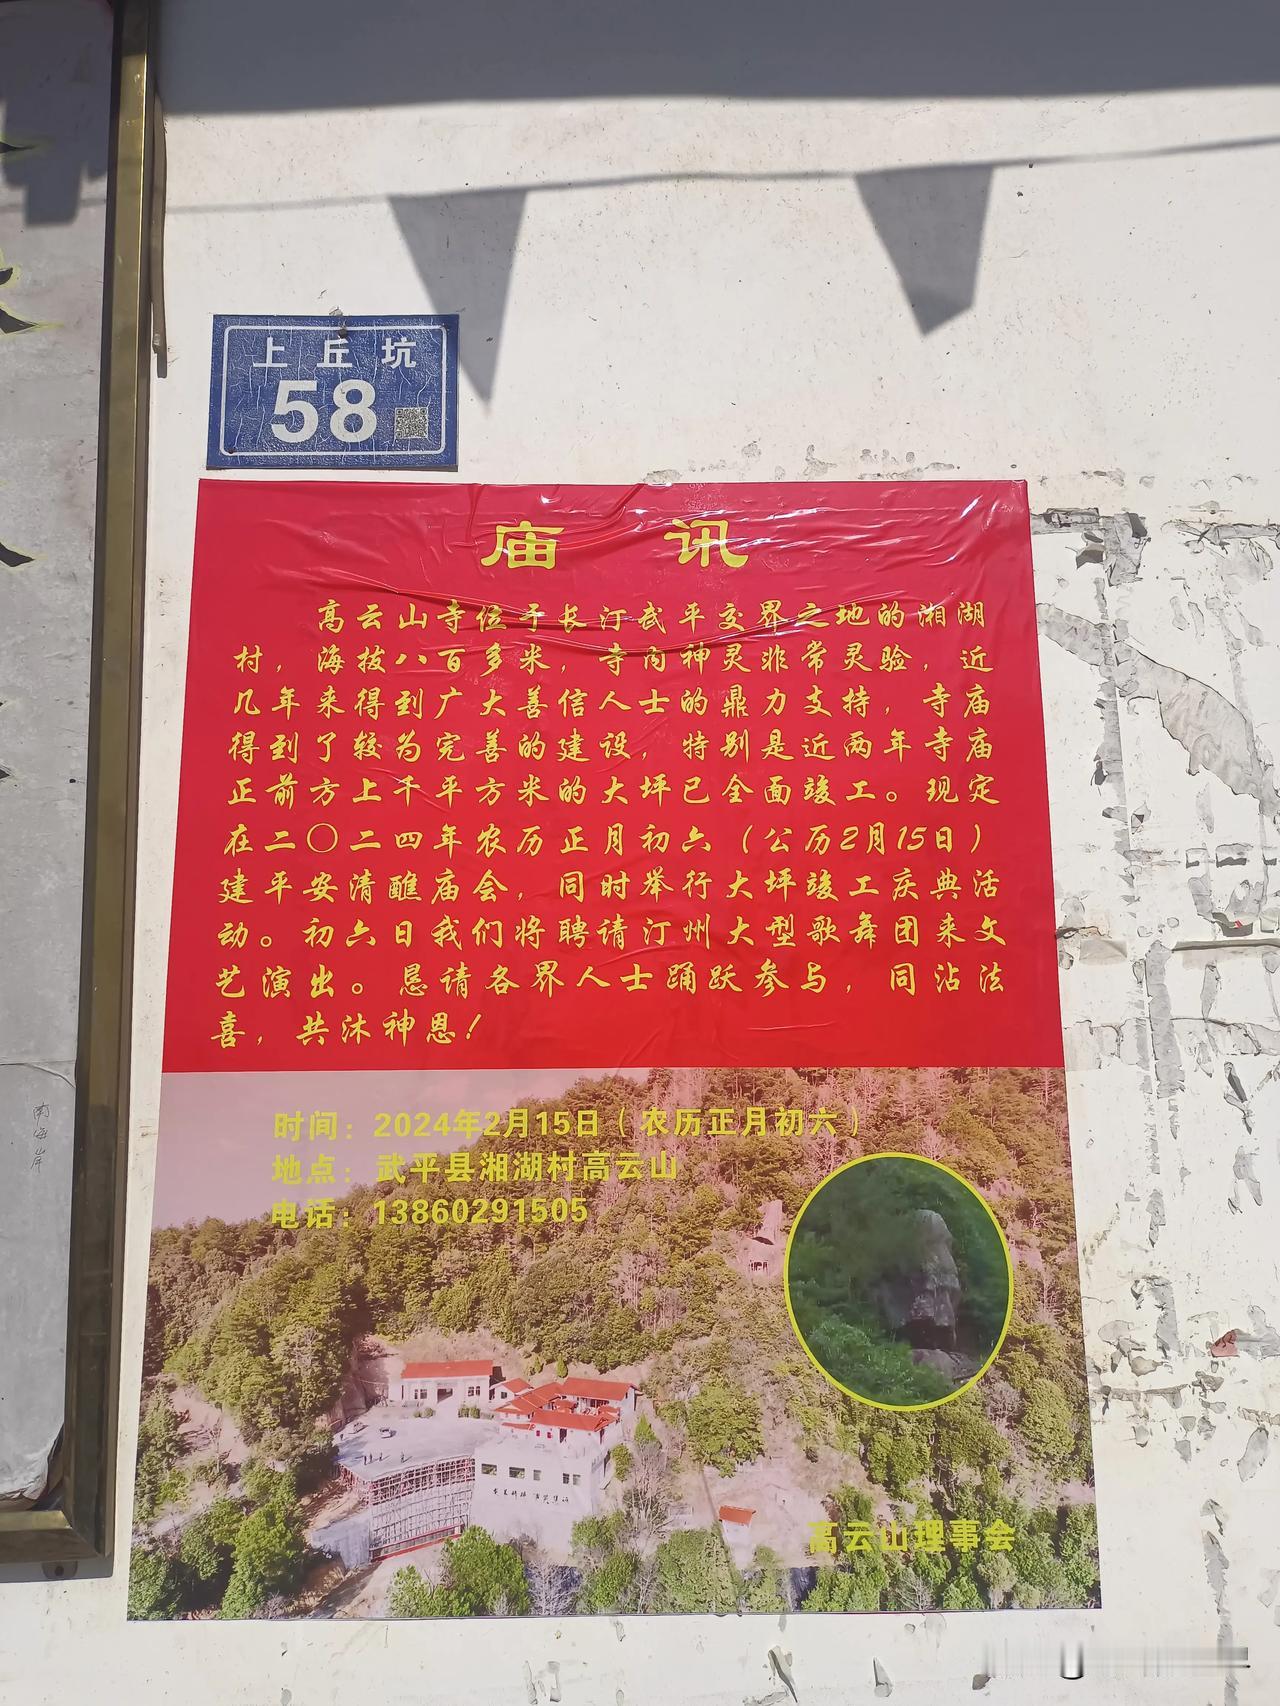 上丘坑
58
庙讯
高云山寺位于长汀武平交界之地的湘湖
村，海拔八百多米，寺内神灵非常灵验，近
几年来得到广大善信人士的鼎力支持，寺庙
得到了较为完善的建设，特别是近两年寺庙
正前方上千平方米的大坪已全面竣工。现定
在二〇二四年农历正月初六（公历2月15日）
建平安清醮庙会，同时举行大坪竣工庆典活
动。初六日我们将聘请汀州大型歌舞团来文
艺演出。恳请各界人士踊跃参与，同沾法
喜，共沐神恩！
时间：2024年2月15日（农历正月初六）
地点：武平县湘湖村高云山
电话：13860291505
高云山理事会
南海岸